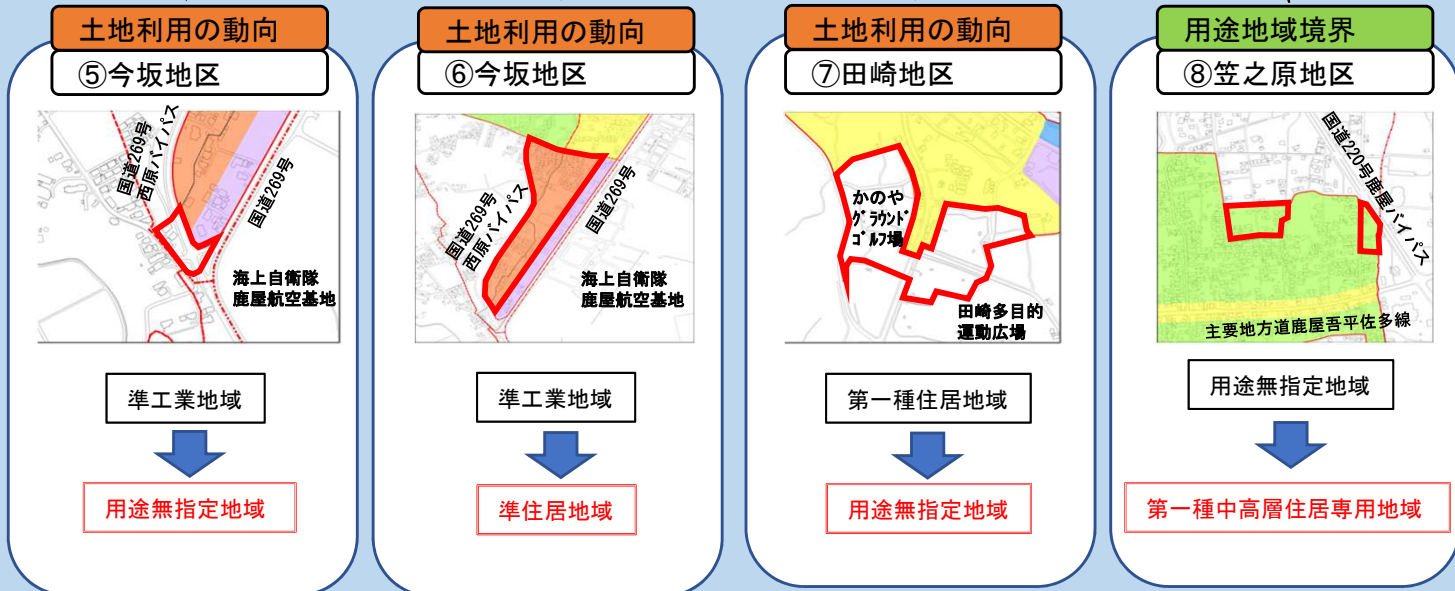 土地利用の動向
⑤今坂地区
国道269号
西原バイパス
国道269号
海上自衛隊
鹿屋航空基地
準工業地域
用途無指定地域
土地利用の動向
⑥今坂地区
国道269号
西原バイパス
国道269号
海上自衛隊
鹿屋航空基地
準工業地域
準住居地域
土地利用の動向
⑦田崎地区
かのや
グラウンド
ゴルフ場
田崎多目的
運動広場
第一種住居地域
用途無指定地域
用途地域境界
⑧笠之原地区
国道220号鹿屋バイパス
主要地方道鹿屋吾平佐多線
用途無指定地域
第一種中高層住居専用地域